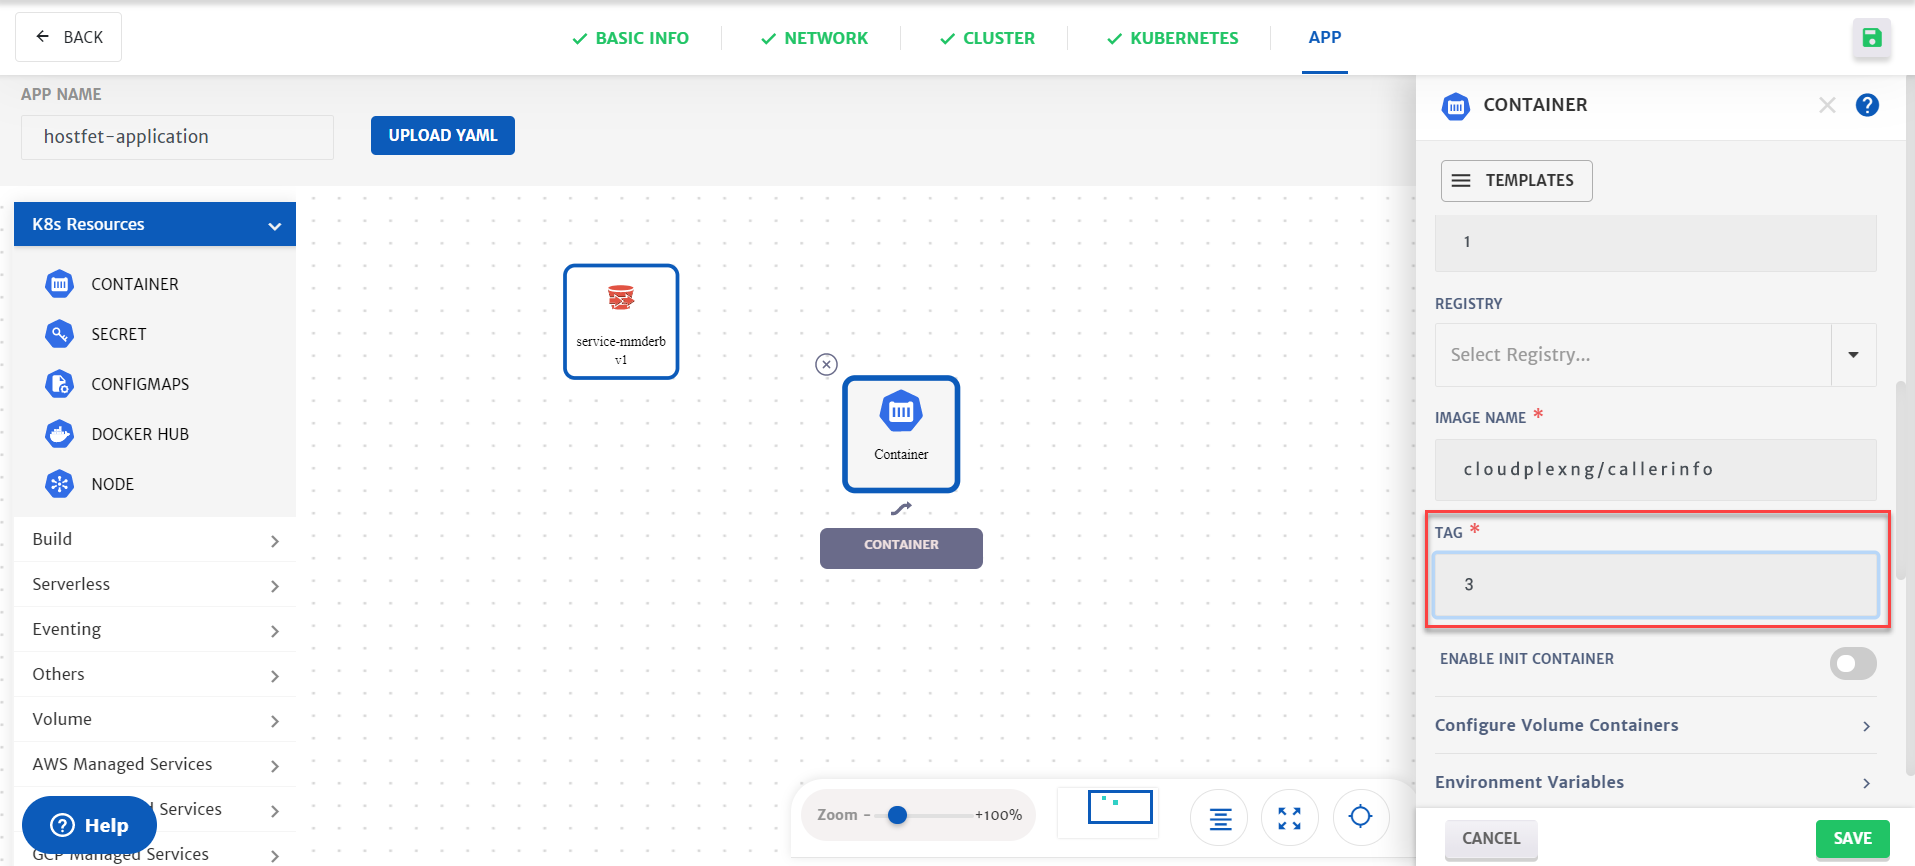 BACK
BASIC INFO
NETWORK
CLUSTER
KUBERNETES
APP
APP NAME
hostfet-application
UPLOAD YAML
K8s Resources
CONTAINER
SECRET
CONFIGMAPS
DOCKER HUB
NODE
Build
Serverless
Eventing
Others
Volume
AWS Managed Services
d Services
GCP Managed Services
? Help
service-mmderb
v1
Container
CONTAINER
Zoom - +100%
CONTAINER
?
TEMPLATES
1
REGISTRY
Select Registry...
IMAGE NAME *
cloudplexng/callerinfo
TAG *
3
ENABLE INIT CONTAINER
Configure Volume Containers
Environment Variables
CANCEL
SAVE